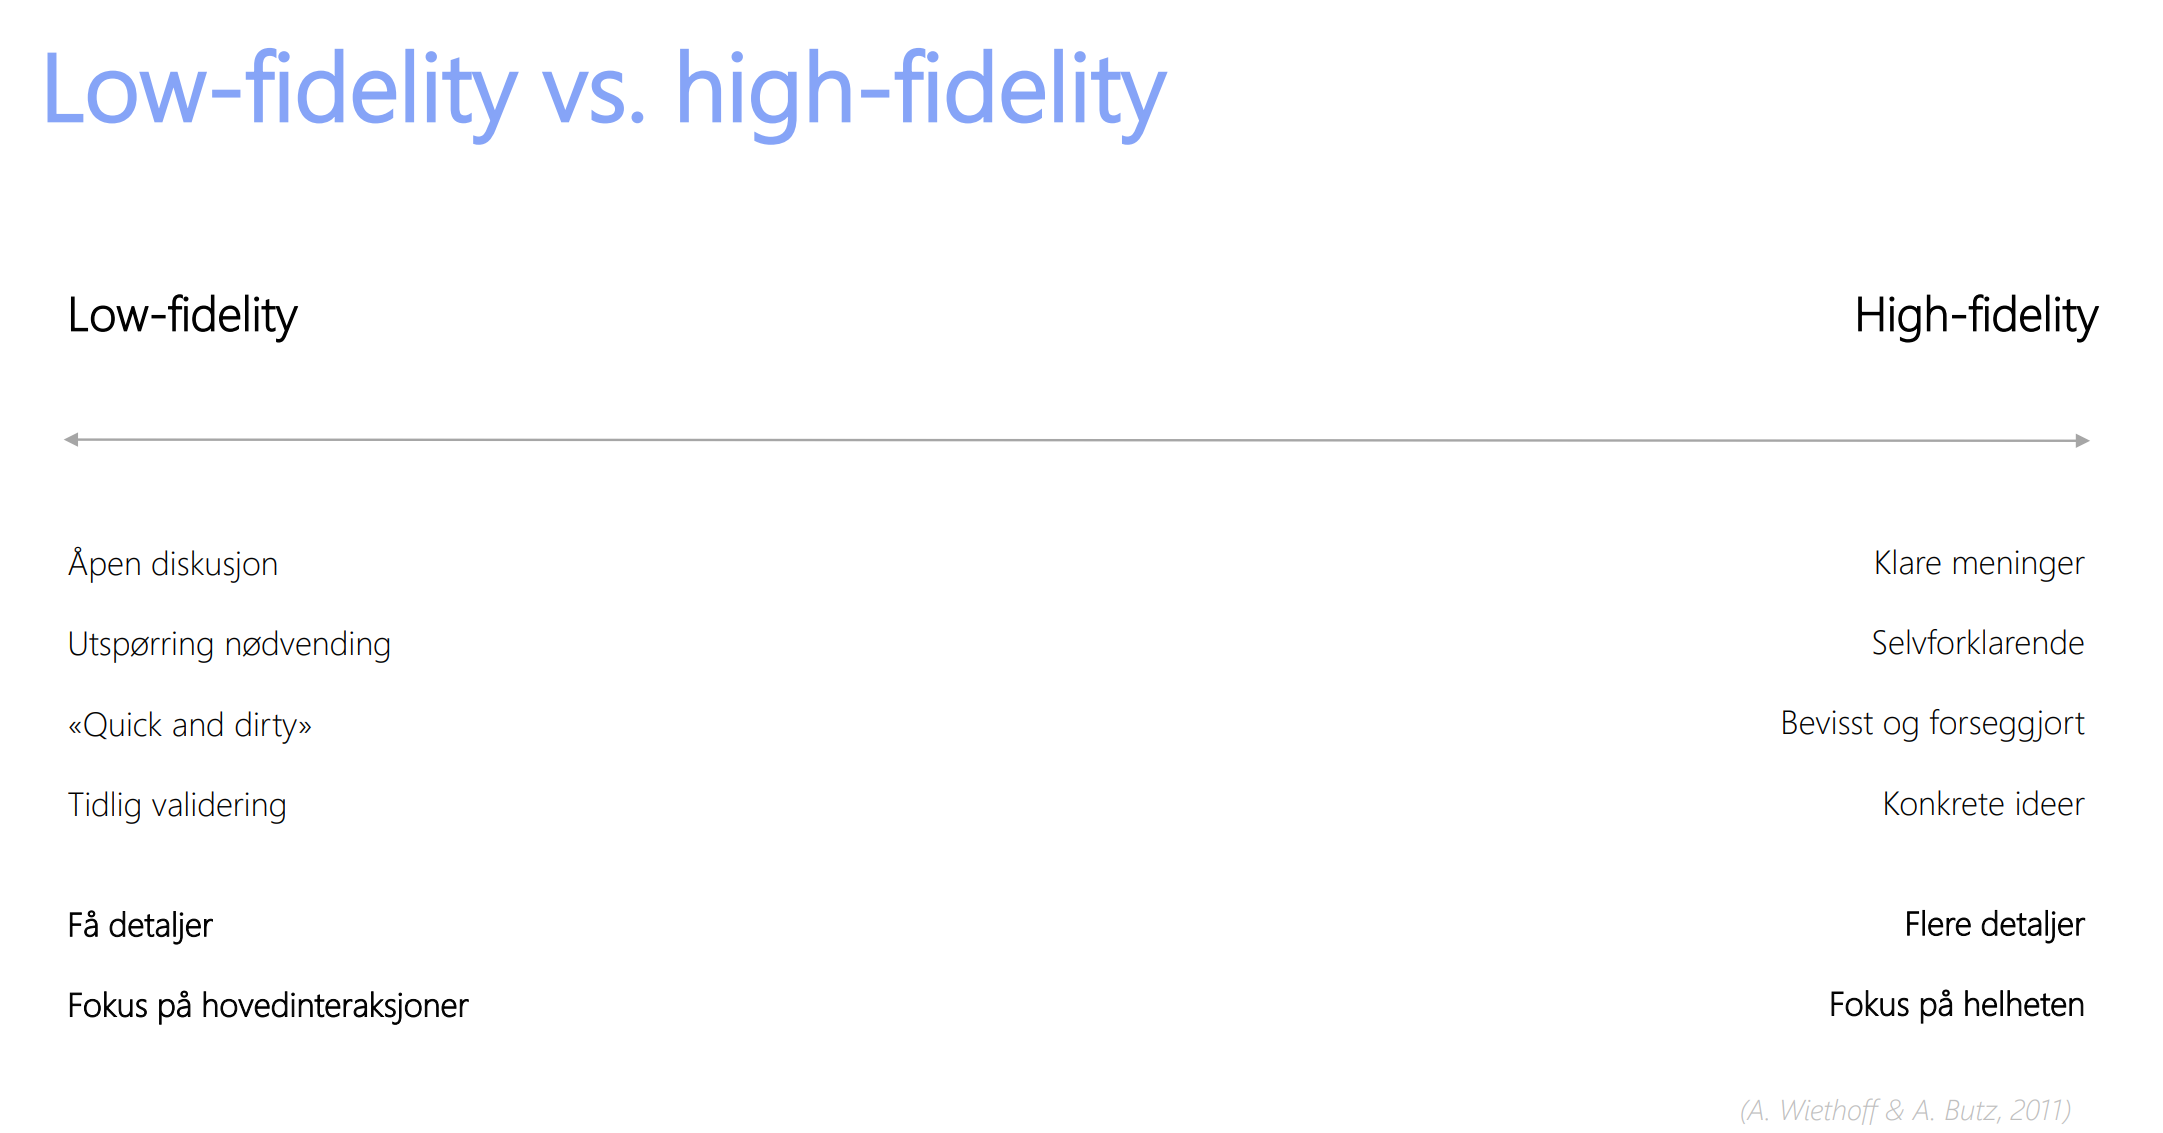 Low-fidelity vs. high-fidelity
Low-fidelity
High-fidelity
Åpen diskusjon
Klare meninger
Utspørring nødvending
Selvforklarende
«Quick and dirty»
Bevisst og forseggjort
Tidlig validering
Konkrete ideer
Få detaljer
Flere detaljer
Fokus på hovedinteraksjoner
Fokus på helheten
(A. Wiethoff & A. Butz, 2011)